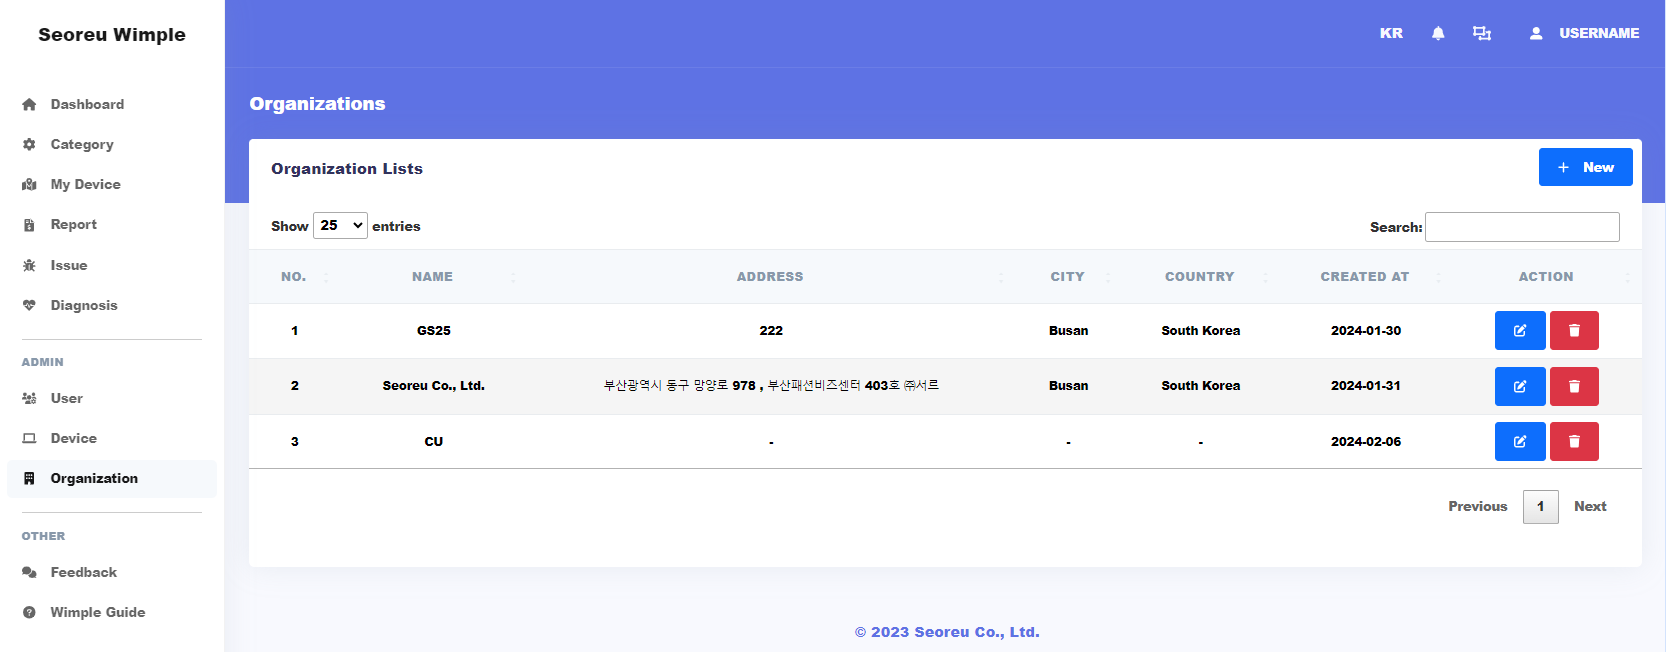 Seoreu Wimple
KR
USERNAME
Dashboard
Category
My Device
Report
Issue
Diagnosis
ADMIN
User
Device
Organization
OTHER
Feedback
Wimple Guide
Organizations
Organization Lists
+ New
Show 25 entries
Search:
NO. NAME ADDRESS CITY COUNTRY CREATED AT ACTION
1 GS25 222 Busan South Korea 2024-01-30
2 Seoreu Co., Ltd. 부산광역시 동구 망양로 978 , 부산패션비즈센터 403호 ㈜서르 Busan South Korea 2024-01-31
3 CU - - - 2024-02-06
Previous 1 Next
© 2023 Seoreu Co., Ltd.